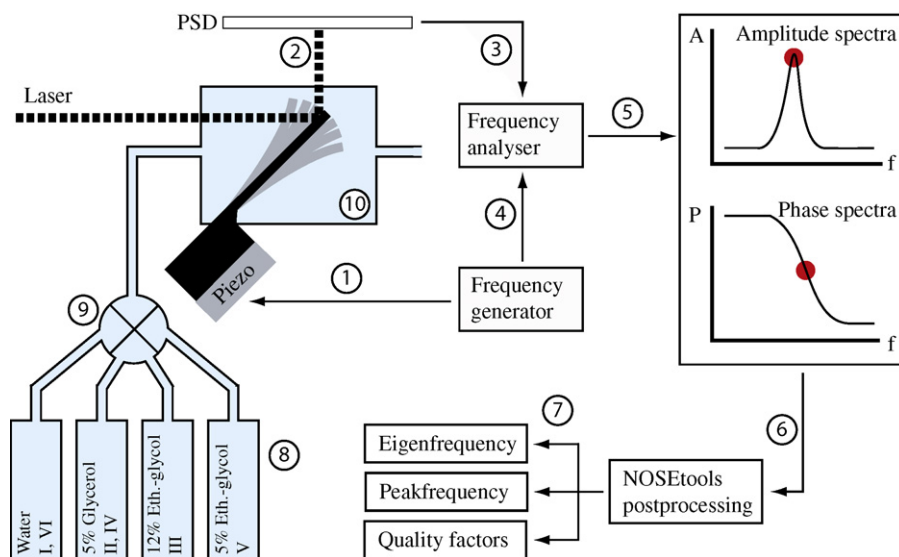 PSD
2
3
Laser
Frequency
analyser
5
A
Amplitude spectra
f
10
4
P
Phase spectra
f
Piezo
1
Frequency
generator
9
8
Water
I, VI
5% Glycerol
II, IV
12% Eth.-glycol
III
5% Eth.-glycol
V
7
6
Eigenfrequency
Peakfrequency
Quality factors
NOSEtools
postprocessing